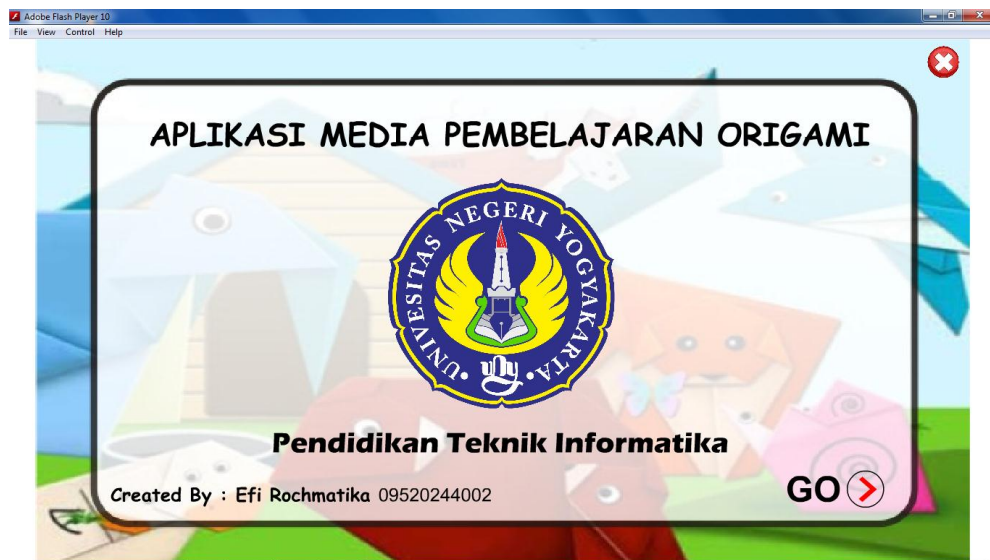 Adobe Flash Player 10
File View Control Help
APLIKASI MEDIA PEMBELAJARAN ORIGAMI
UNIVESITAS NEGERI YOGYAKARTA
uny
Pendidikan Teknik Informatika
Created By : Efi Rochmatika 09520244002
GO